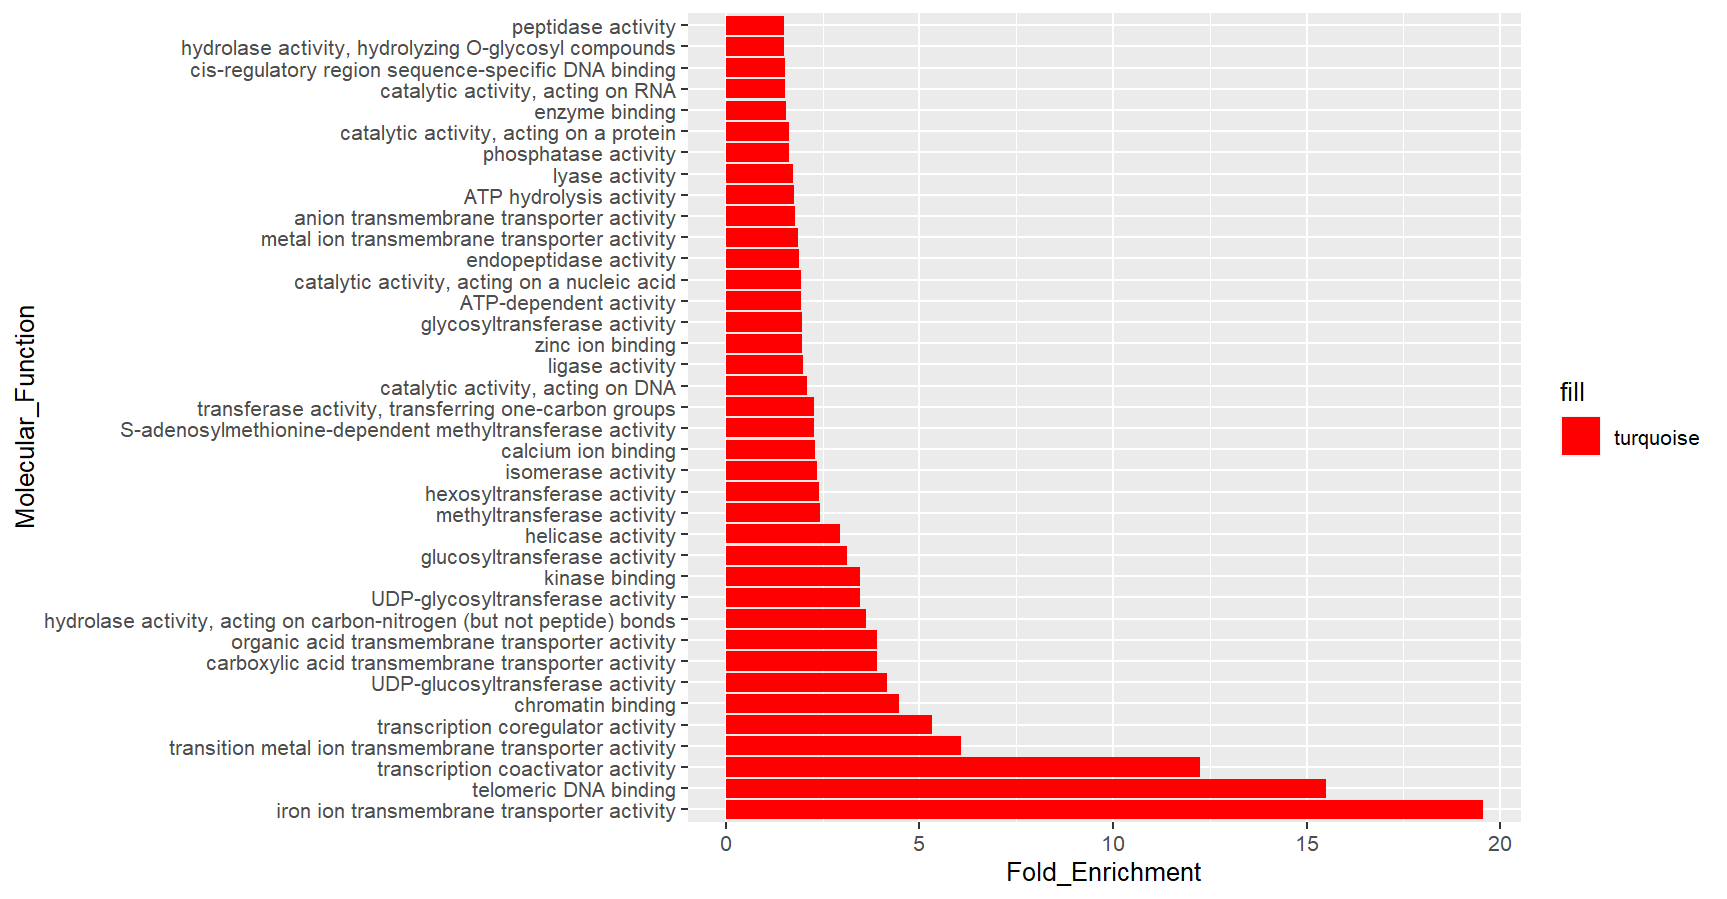 peptidase activity
hydrolase activity, hydrolyzing O-glycosyl compounds
cis-regulatory region sequence-specific DNA binding
catalytic activity, acting on RNA
enzyme binding
catalytic activity, acting on a protein
phosphatase activity
lyase activity
ATP hydrolysis activity
anion transmembrane transporter activity
metal ion transmembrane transporter activity
endopeptidase activity
catalytic activity, acting on a nucleic acid
ATP-dependent activity
glycosyltransferase activity
zinc ion binding
ligase activity
catalytic activity, acting on DNA
transferase activity, transferring one-carbon groups
S-adenosylmethionine-dependent methyltransferase activity
calcium ion binding
isomerase activity
hexosyltransferase activity
methyltransferase activity
helicase activity
glucosyltransferase activity
kinase binding
UDP-glycosyltransferase activity
hydrolase activity, acting on carbon-nitrogen (but not peptide) bonds
organic acid transmembrane transporter activity
carboxylic acid transmembrane transporter activity
UDP-glucosyltransferase activity
chromatin binding
transcription coregulator activity
transition metal ion transmembrane transporter activity
transcription coactivator activity
telomeric DNA binding
iron ion transmembrane transporter activity
Molecular_Function
0 5 10 15 20
Fold_Enrichment
fill
turquoise